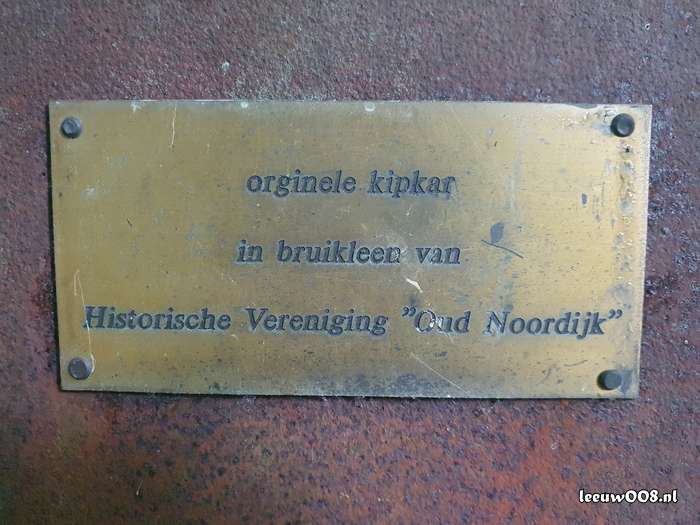 orginele kipkar
in bruikleen van
Historische Vereniging "Oud Noordijk"
leeuw008.nl